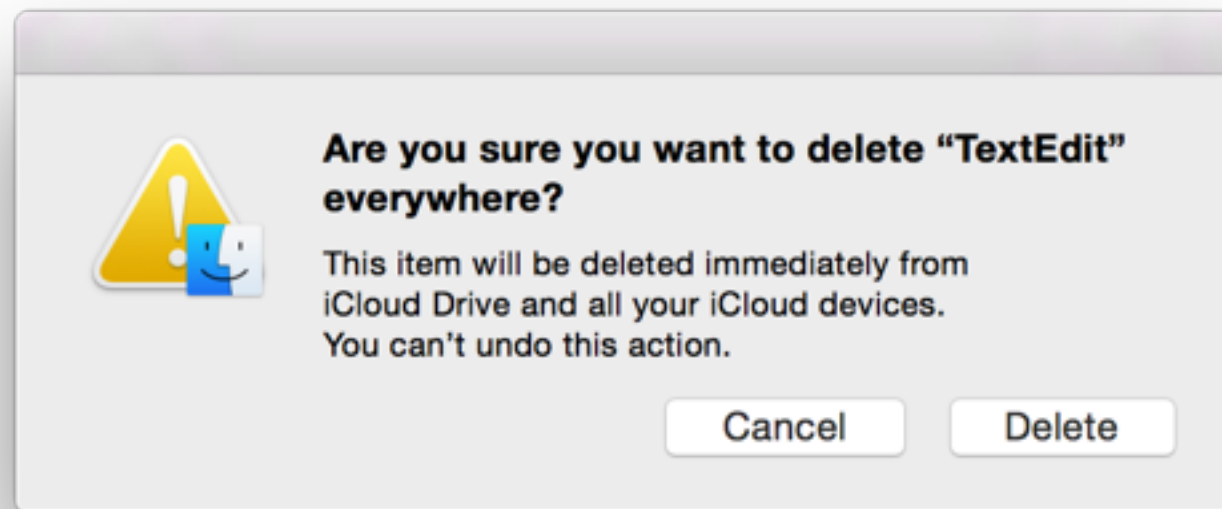 Are you sure you want to delete “TextEdit”
everywhere?
This item will be deleted immediately from
iCloud Drive and all your iCloud devices.
You can’t undo this action.
Cancel Delete